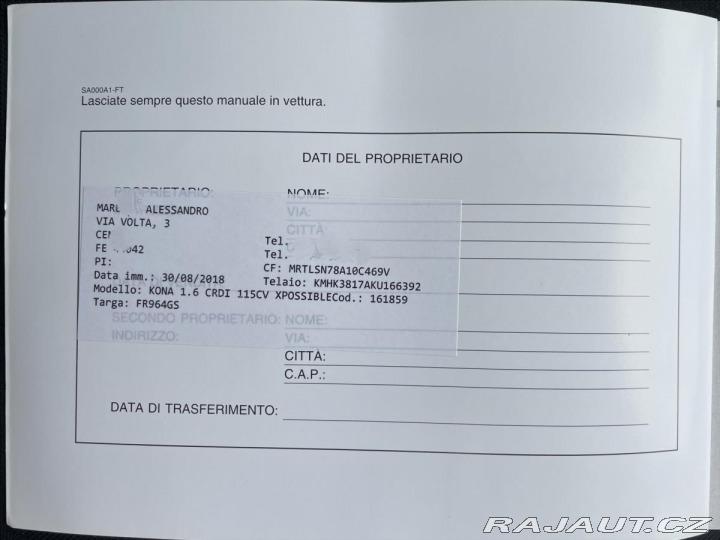 SA000A1-FT
Lasciate sempre questo manuale in vettura.
DATI DEL PROPRIETARIO
PROPRIETARIO: NOME:
VIA:
CITTÀ
ALESSANDRO
VIA VOLTA, 3
FE
Tel.
Tel.
PI:
CF: MRTLSN78A10C469V
Data imm.: 30/08/2018 Telaio: KMHK3817AKU166392
Modello: KONA 1.6 CRDI 115CV XPOSSIBLECod.: 161859
Targa: FR964GS
SECONDO PROPRIETARIO: NOME:
INDIRIZZO: VIA:
CITTÀ:
C.A.P.:
DATA DI TRASFERIMENTO:
RAJAUT.CZ